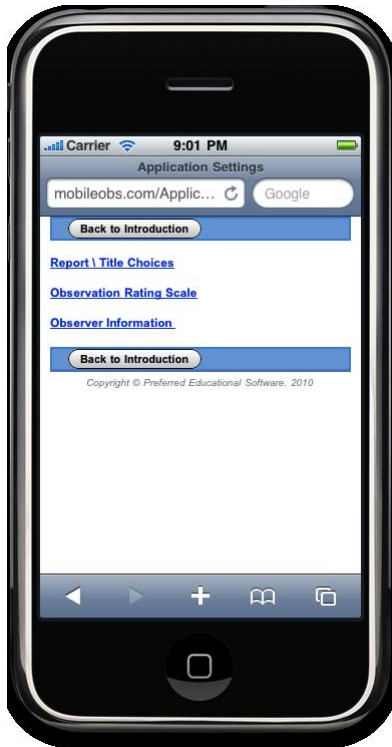 Carrier 9:01 PM
Application Settings
mobileobs.com/Applic... Google
Back to Introduction
Report \ Title Choices
Observation Rating Scale
Observer Information
Back to Introduction
Copyright © Preferred Educational Software. 2010